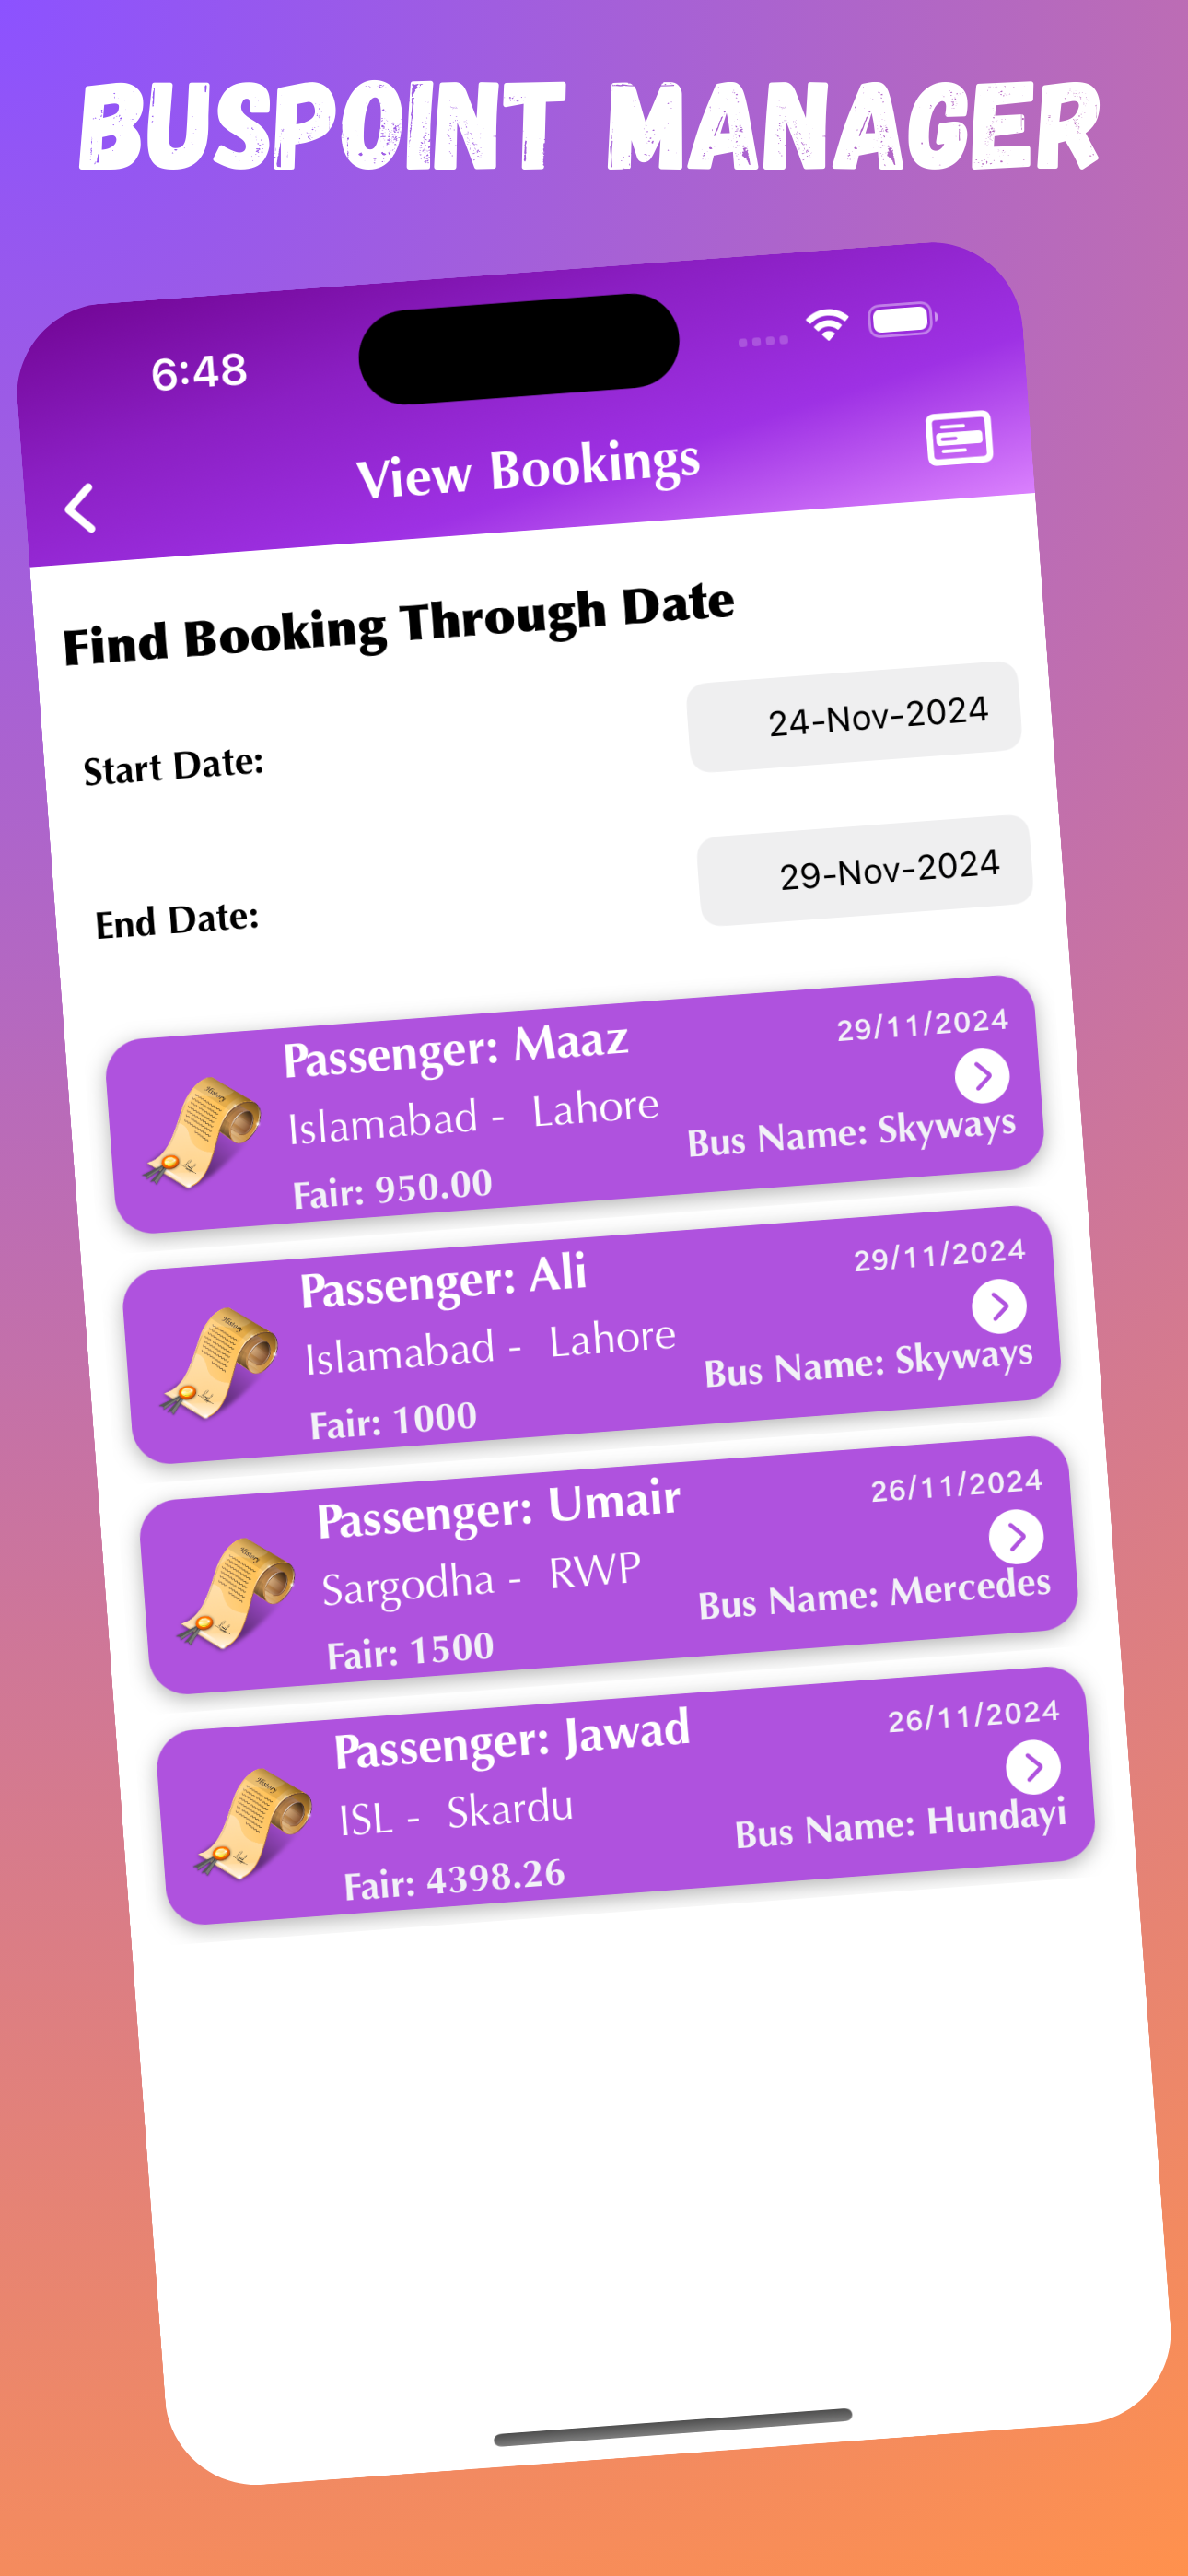 BUSPOINT MANAGER
6:48
View Bookings
Find Booking Through Date
Start Date:
24-Nov-2024
End Date:
29-Nov-2024
Passenger: Maaz
29/11/2024
Islamabad - Lahore
Bus Name: Skyways
Fair: 950.00
Passenger: Ali
29/11/2024
Islamabad - Lahore
Bus Name: Skyways
Fair: 1000
Passenger: Umair
26/11/2024
Sargodha - RWP
Bus Name: Mercedes
Fair: 1500
Passenger: Jawad
26/11/2024
ISL - Skardu
Bus Name: Hundayi
Fair: 4398.26